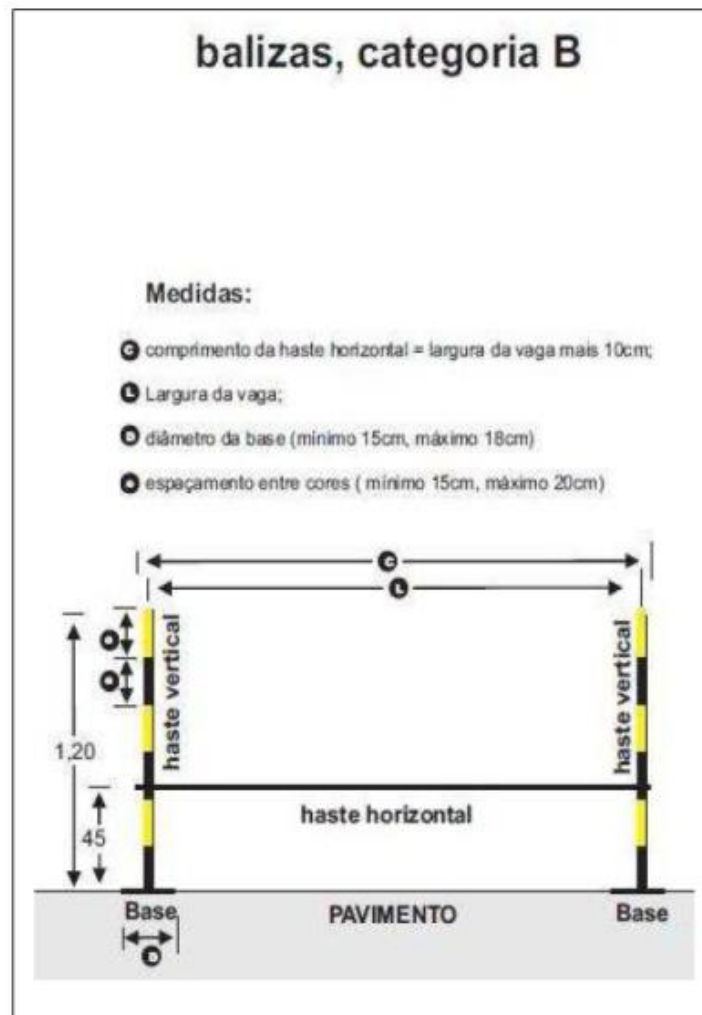 balizas, categoria B
Medidas:
C comprimento da haste horizontal = largura da vaga mais 10cm;
L Largura da vaga;
D diâmetro da base (mínimo 15cm, máximo 18cm)
espaçamento entre cores ( mínimo 15cm, máximo 20cm)
C
L
haste vertical
haste vertical
1,20
45
haste horizontal
Base
PAVIMENTO
Base
D